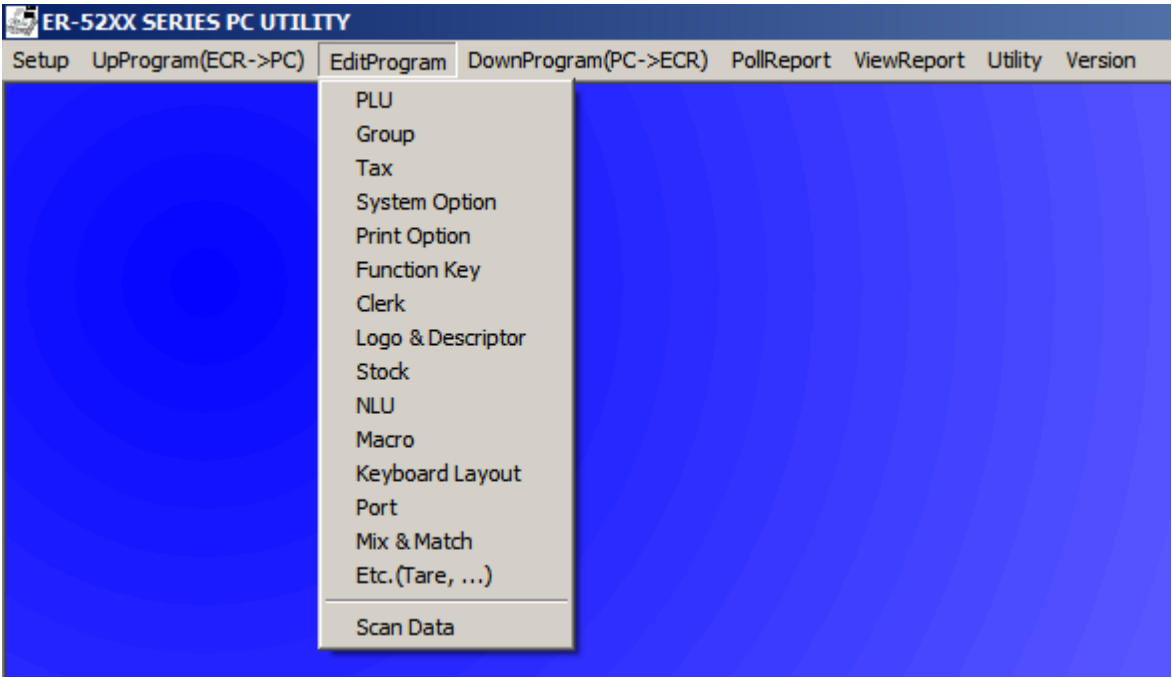 ER-52XX SERIES PC UTILITY
Setup UpProgram(ECR->PC) EditProgram DownProgram(PC->ECR) PollReport ViewReport Utility Version
PLU
Group
Tax
System Option
Print Option
Function Key
Clerk
Logo & Descriptor
Stock
NLU
Macro
Keyboard Layout
Port
Mix & Match
Etc.(Tare, ...)
Scan Data